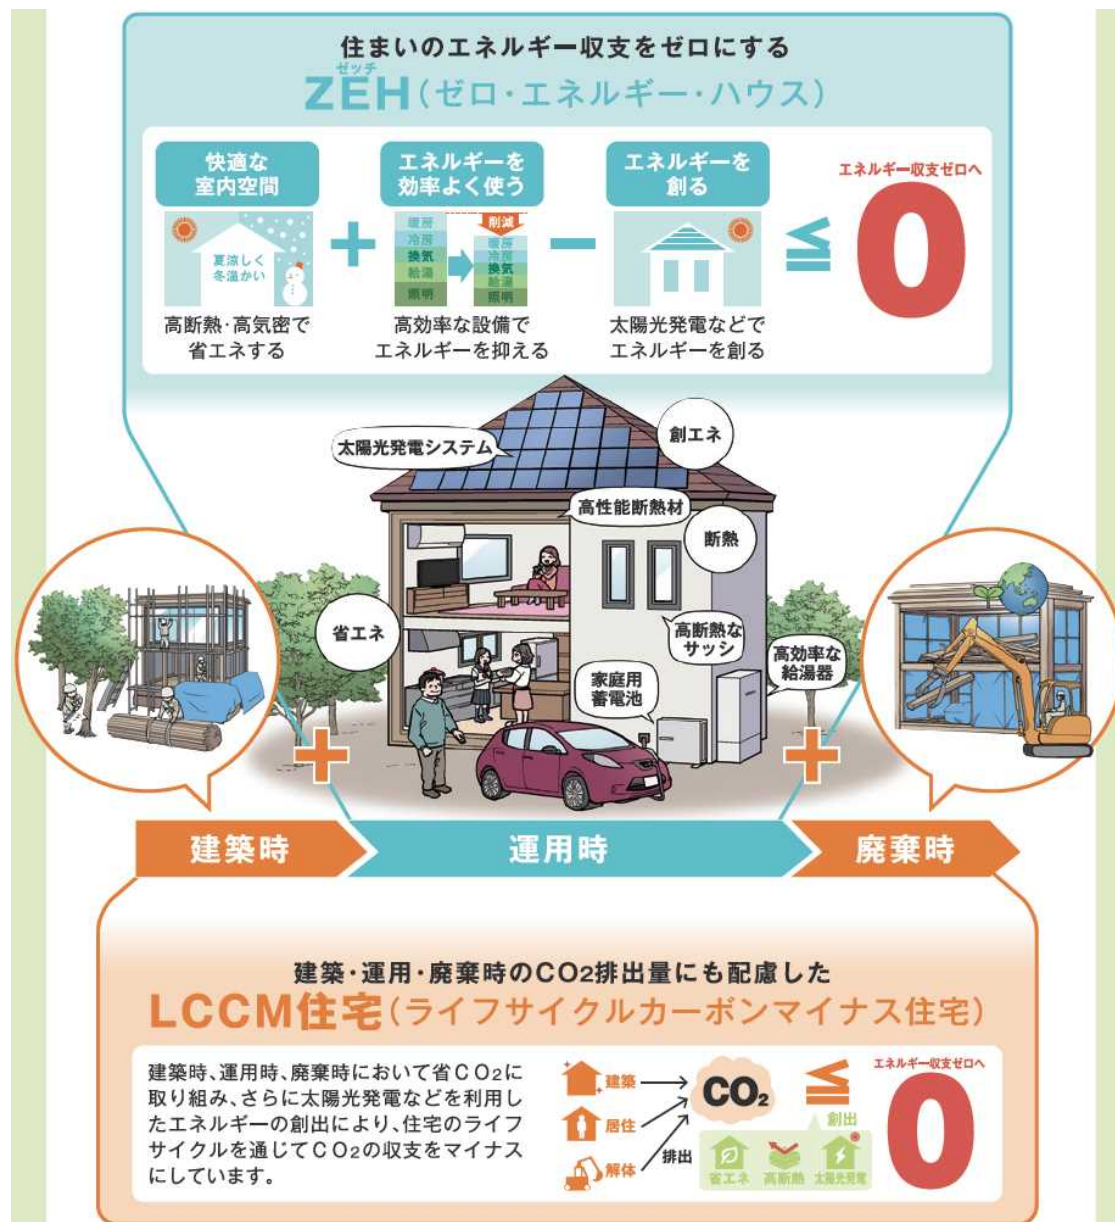 住まいのエネルギー収支をゼロにする
ゼッチ
ZEH(ゼロ・エネルギー・ハウス)
快適な
室内空間
夏涼しく
冬温かい
高断熱・高気密で
省エネする
+
エネルギーを
効率よく使う
暖房
冷房
換気
給湯
照明
削減
暖房
冷房
換気
給湯
照明
高効率な設備で
エネルギーを抑える
−
エネルギーを
創る
太陽光発電などで
エネルギーを創る
≦
エネルギー収支ゼロへ
0
太陽光発電システム
創エネ
高性能断熱材
断熱
省エネ
高断熱な
サッシ
高効率な
給湯器
家庭用
蓄電池
+
+
建築時
運用時
廃棄時
建築・運用・廃棄時のCO2排出量にも配慮した
LCCM住宅(ライフサイクルカーボンマイナス住宅)
建築時、運用時、廃棄時において省CO2に
取り組み、さらに太陽光発電などを利用し
たエネルギーの創出により、住宅のライフ
サイクルを通じてCO2の収支をマイナス
にしています。
建築
居住
解体
排出
CO2
≦
創出
省エネ
高断熱
太陽光発電
エネルギー収支ゼロへ
0